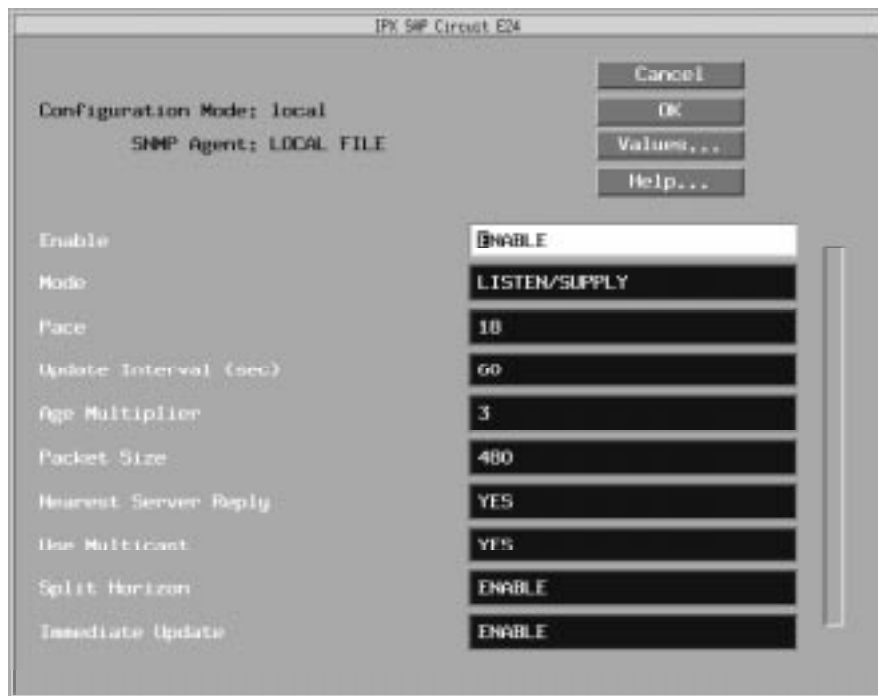 IPX SAP Circuit E24
Cancel
Configuration Mode: local
OK
SNMP Agent: LOCAL FILE
Values...
Help...
Enable ENABLE
Mode LISTEN/SUPPLY
Pace 18
Update Interval (sec) 60
Age Multiplier 3
Packet Size 480
Nearest Server Reply YES
Use Multicast YES
Split Horizon ENABLE
Immediate Update ENABLE